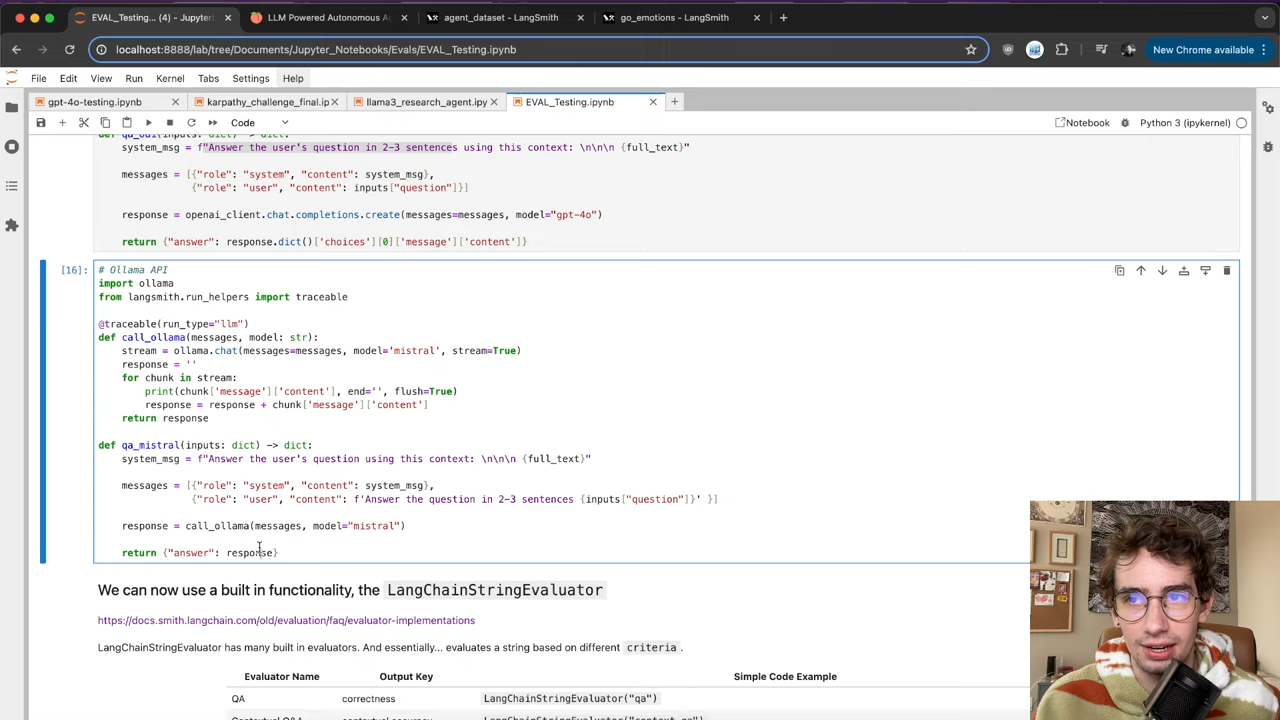 EVAL_Testing... (4) - Jupyter
LLM Powered Autonomous Ag
agent_dataset - LangSmith
go_emotions - LangSmith
localhost:8888/lab/tree/Documents/Jupyter_Notebooks/Evals/EVAL_Testing.ipynb
New Chrome available
File Edit View Run Kernel Tabs Settings Help
gpt-4o-testing.ipynb
karpathy_challenge_final.ip
llama3_research_agent.ipy
EVAL_Testing.ipynb
Code
Notebook
Python 3 (ipykernel)
def qa_oai(inputs: dict) -> dict:
system_msg = f"Answer the user's question in 2-3 sentences using this context: \n\n\n {full_text}"
messages = [{"role": "system", "content": system_msg},
{"role": "user", "content": inputs["question"]}]
response = openai_client.chat.completions.create(messages=messages, model="gpt-4o")
return {"answer": response.dict()['choices'][0]['message']['content']}
[16]:
# Ollama API
import ollama
from langsmith.run_helpers import traceable
@traceable(run_type="llm")
def call_ollama(messages, model: str):
stream = ollama.chat(messages=messages, model='mistral', stream=True)
response = ''
for chunk in stream:
print(chunk['message']['content'], end='', flush=True)
response = response + chunk['message']['content']
return response
def qa_mistral(inputs: dict) -> dict:
system_msg = f"Answer the user's question using this context: \n\n\n {full_text}"
messages = [{"role": "system", "content": system_msg},
{"role": "user", "content": f'Answer the question in 2-3 sentences {inputs["question"]}' }]
response = call_ollama(messages, model="mistral")
return {"answer": response}
We can now use a built in functionality, the LangChainStringEvaluator
https://docs.smith.langchain.com/old/evaluation/faq/evaluator-implementations
LangChainStringEvaluator has many built in evaluators. And essentially... evaluates a string based on different criteria.
Evaluator Name Output Key Simple Code Example
QA correctness LangChainStringEvaluator("qa")
Contextual Q&A contextual accuracy LangChainStringEvaluator("context_qa")